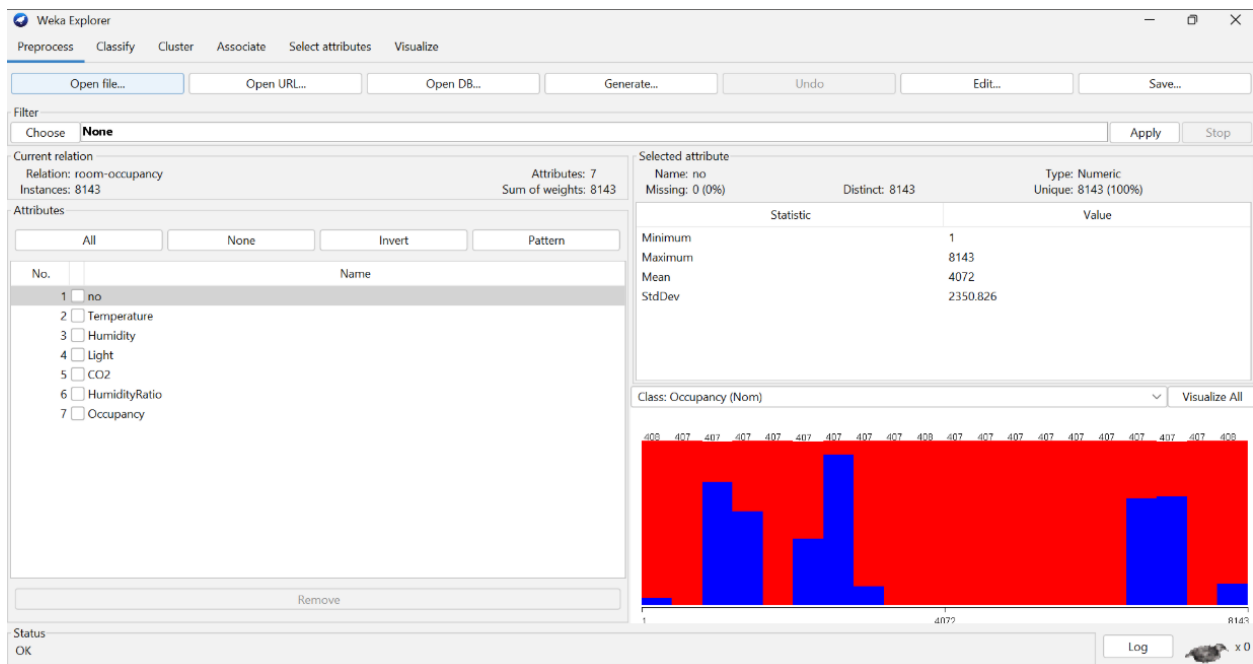 Weka Explorer
Preprocess Classify Cluster Associate Select attributes Visualize
Open file... Open URL... Open DB... Generate... Undo Edit... Save...
Filter
Choose None Apply Stop
Current relation
Relation: room-occupancy Attributes: 7
Instances: 8143 Sum of weights: 8143
Attributes
All None Invert Pattern
No. Name
1 no
2 Temperature
3 Humidity
4 Light
5 CO2
6 HumidityRatio
7 Occupancy
Remove
Selected attribute
Name: no Type: Numeric
Missing: 0 (0%) Distinct: 8143 Unique: 8143 (100%)
Statistic Value
Minimum 1
Maximum 8143
Mean 4072
StdDev 2350.826
Class: Occupancy (Nom) Visualize All
408 407 407 407 407 407 407 407 407 408 407 407 407 407 407 407 407 407 407 408
1 4072 8143
Status
OK Log x 0